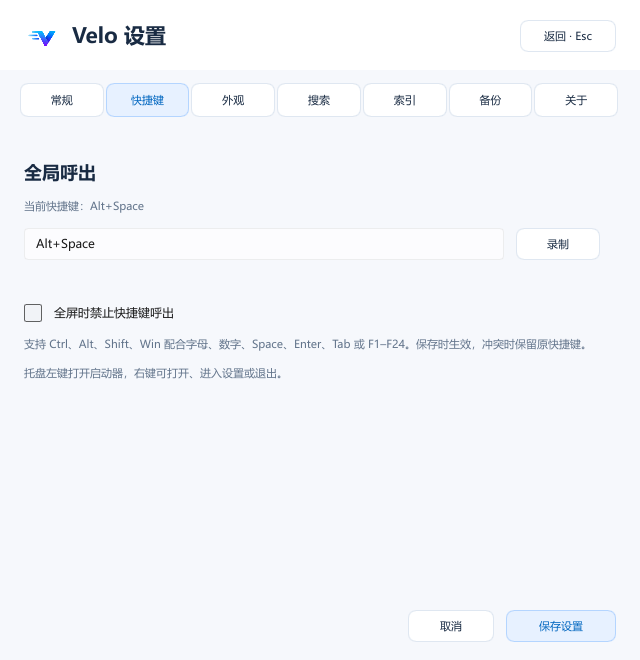 Velo 设置
返回 · Esc
常规
快捷键
外观
搜索
索引
备份
关于
全局呼出
当前快捷键：Alt+Space
Alt+Space
录制
全屏时禁止快捷键呼出
支持 Ctrl、Alt、Shift、Win 配合字母、数字、Space、Enter、Tab 或 F1–F24。保存时生效，冲突时保留原快捷键。
托盘左键打开启动器，右键可打开、进入设置或退出。
取消
保存设置